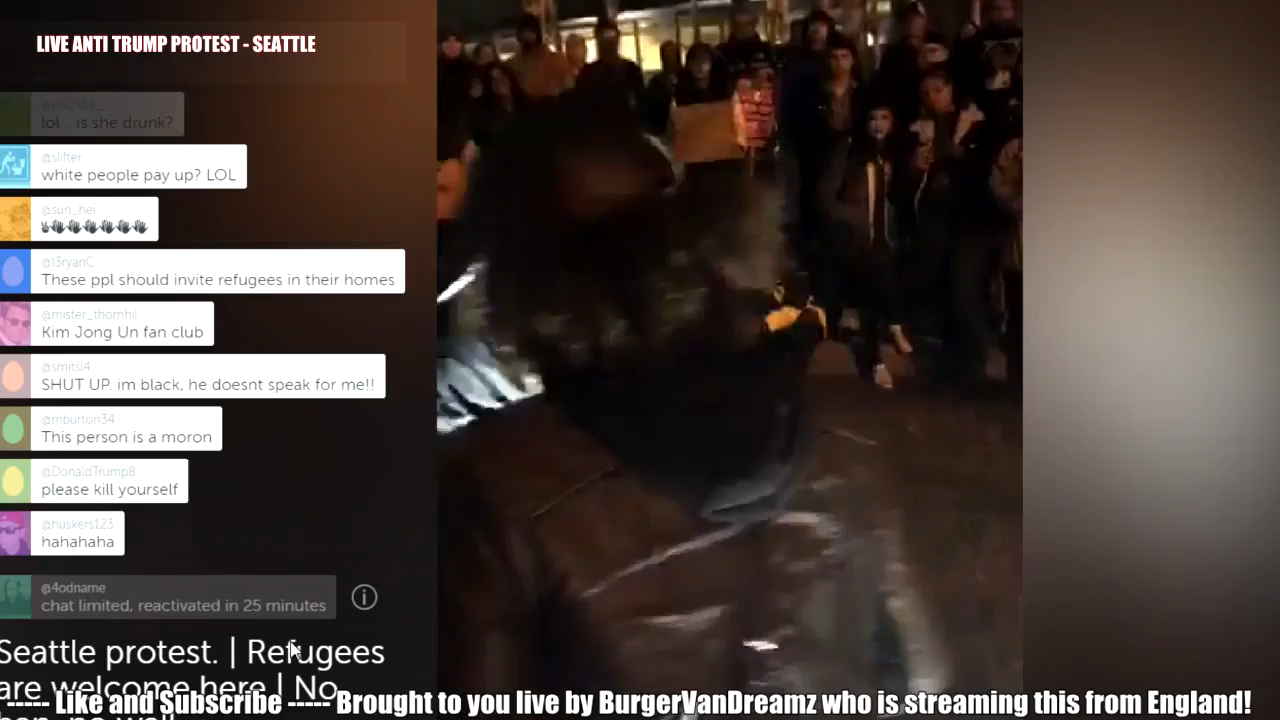 LIVE ANTI TRUMP PROTEST - SEATTLE
lol... is she drunk?
@slifter
white people pay up? LOL
@sun_hei
@l3ryanC
These ppl should invite refugees in their homes
@mister_thornhil
Kim Jong Un fan club
@smitsi4
SHUT UP. im black, he doesnt speak for me!!
@mburton34
This person is a moron
@DonaldTrump8
please kill yourself
@huskers123
hahahaha
@4odname
chat limited, reactivated in 25 minutes
Seattle protest. | Refugees
are welcome here | No
ban, no wall
----- Like and Subscribe ----- Brought to you live by BurgerVanDreamz who is streaming this from England!